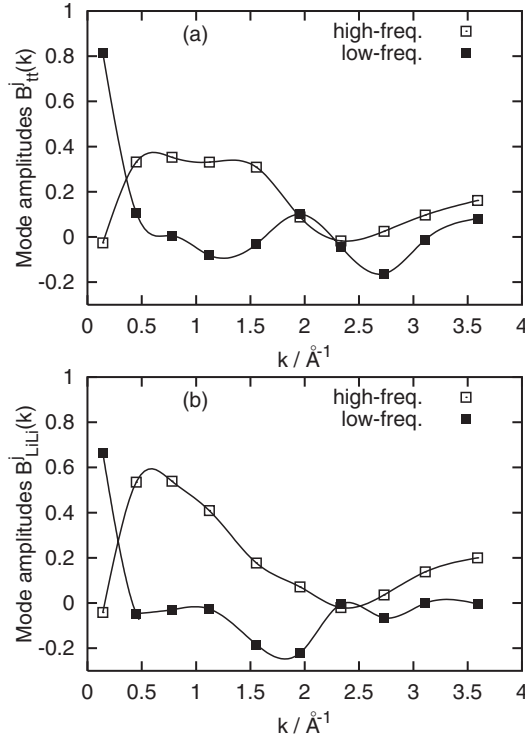 Mode amplitudes B^j_tt(k)
1
0.8
0.6
0.4
0.2
0
-0.2
(a)
high-freq.
low-freq.
0 0.5 1 1.5 2 2.5 3 3.5 4
k / Å^-1
Mode amplitudes B^j_LiLi(k)
1
0.8
0.6
0.4
0.2
0
-0.2
(b)
high-freq.
low-freq.
0 0.5 1 1.5 2 2.5 3 3.5 4
k / Å^-1